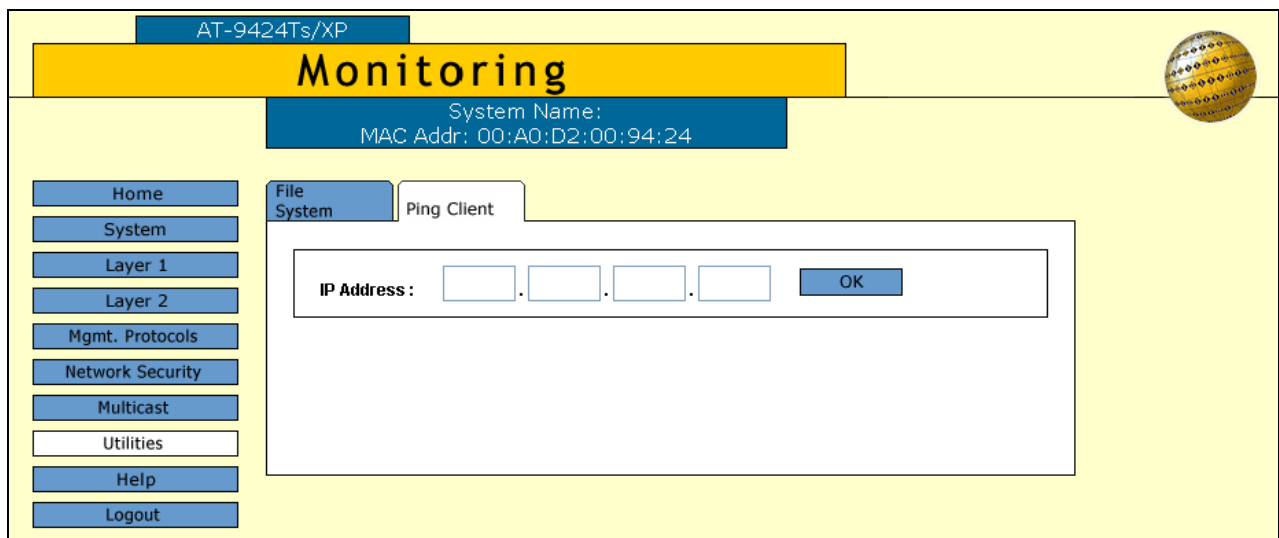 AT-9424Ts/XP
Monitoring
System Name:
MAC Addr: 00:A0:D2:00:94:24
Home
System
Layer 1
Layer 2
Mgmt. Protocols
Network Security
Multicast
Utilities
Help
Logout
File
System
Ping Client
IP Address : . . . OK